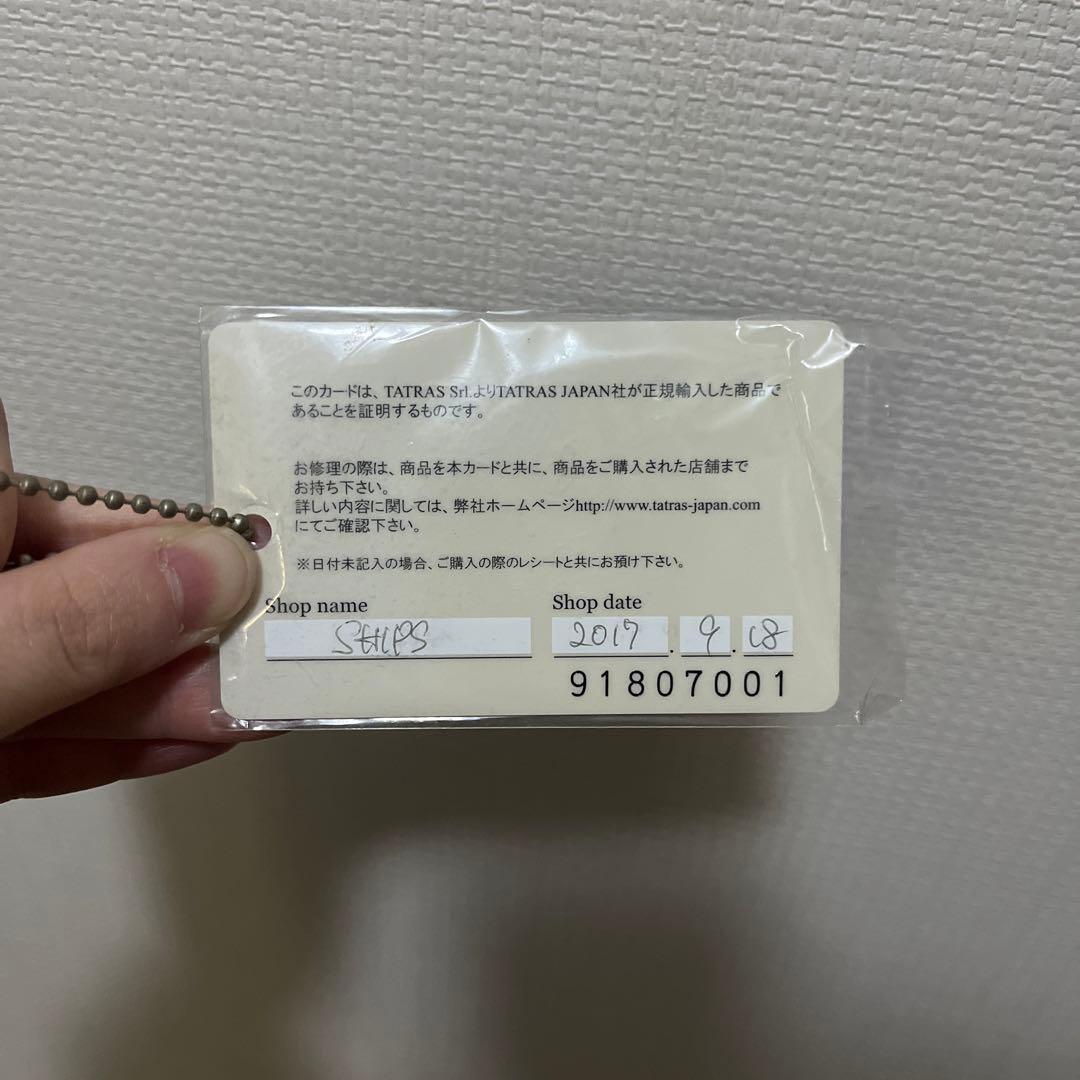 このカードは、TATRAS Srl.よりTATRAS JAPAN社が正規輸入した商品で
あることを証明するものです。
お修理の際は、商品を本カードと共に、商品をご購入された店舗まで
お持ち下さい。
詳しい内容に関しては、弊社ホームページhttp://www.tatras-japan.com
にてご確認下さい。
※日付未記入の場合、ご購入の際のレシートと共にお預け下さい。
Shop name Shop date
SHIPS 2017.9.18
91807001